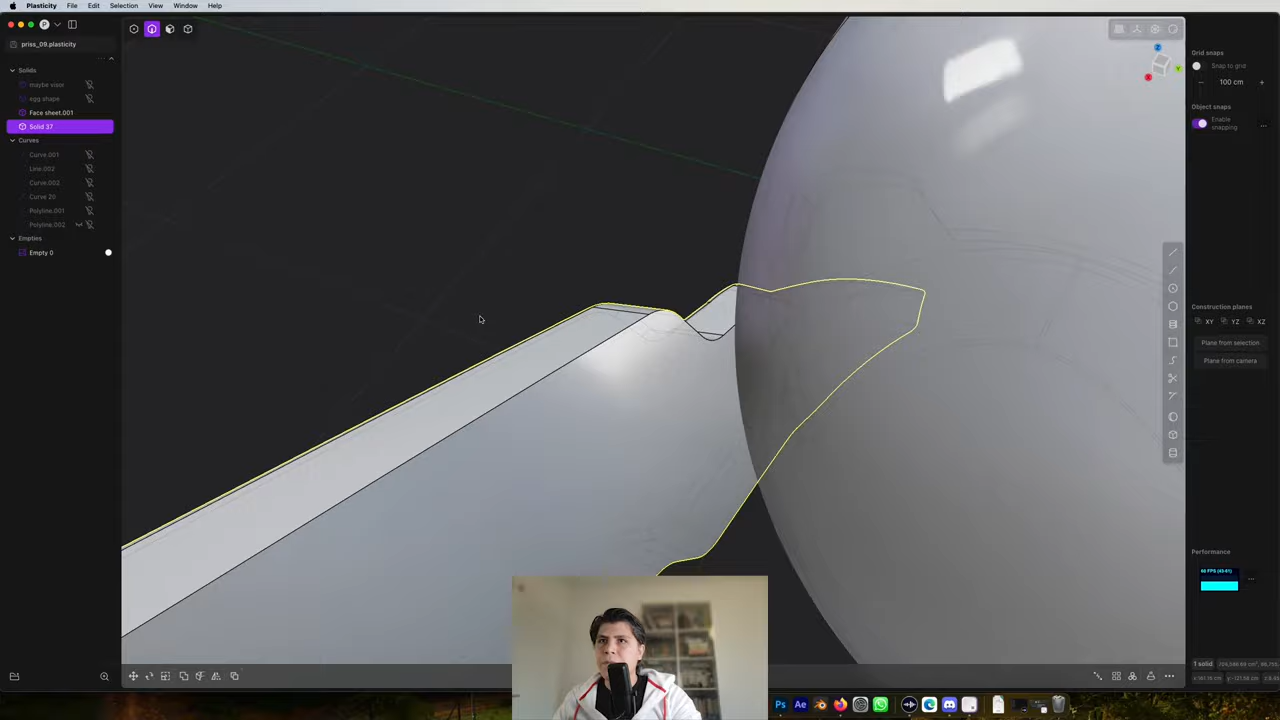 Plasticity File Edit Selection View Window Help
P
priss_09.plasticity
Solids
egg shape
Face sheet.001
Solid 37
Curves
Curve.001
Line.002
Curve.002
Curve 20
Polyline.001
Polyline.002
Empties
Empty 0
Z
X
Y
Grid snaps
Snap to grid
− 100 cm +
Object snaps
Enable
snapping
Construction planes
XY YZ XZ
Plane from selection
Plane from camera
Performance
1 solid
Ps Ae